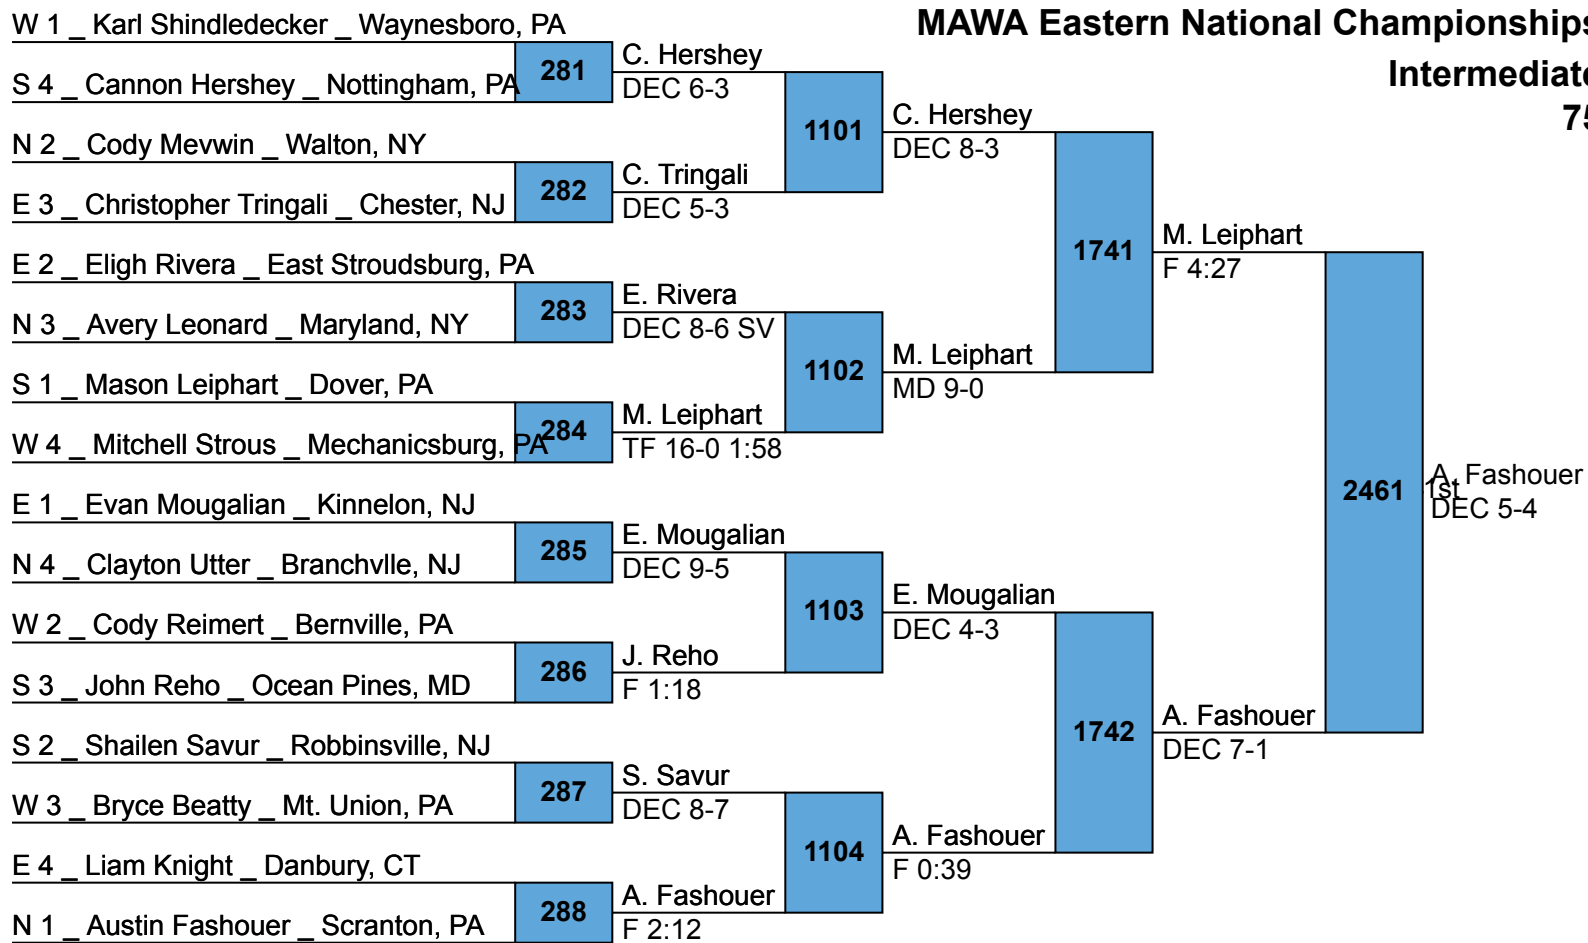 MAWA Eastern National Championships
Intermediate
75
W 1 _ Karl Shindledecker _ Waynesboro, PA
S 4 _ Cannon Hershey _ Nottingham, PA
N 2 _ Cody Mevwin _ Walton, NY
E 3 _ Christopher Tringali _ Chester, NJ
E 2 _ Eligh Rivera _ East Stroudsburg, PA
N 3 _ Avery Leonard _ Maryland, NY
S 1 _ Mason Leiphart _ Dover, PA
W 4 _ Mitchell Strous _ Mechanicsburg, PA
E 1 _ Evan Mougalian _ Kinnelon, NJ
N 4 _ Clayton Utter _ Branchvlle, NJ
W 2 _ Cody Reimert _ Bernville, PA
S 3 _ John Reho _ Ocean Pines, MD
S 2 _ Shailen Savur _ Robbinsville, NJ
W 3 _ Bryce Beatty _ Mt. Union, PA
E 4 _ Liam Knight _ Danbury, CT
N 1 _ Austin Fashouer _ Scranton, PA
281
282
283
284
285
286
287
288
C. Hershey
DEC 6-3
C. Tringali
DEC 5-3
E. Rivera
DEC 8-6 SV
M. Leiphart
TF 16-0 1:58
E. Mougalian
DEC 9-5
J. Reho
F 1:18
S. Savur
DEC 8-7
A. Fashouer
F 2:12
1101
1102
1103
1104
C. Hershey
DEC 8-3
M. Leiphart
MD 9-0
E. Mougalian
DEC 4-3
A. Fashouer
F 0:39
1741
1742
M. Leiphart
F 4:27
A. Fashouer
DEC 7-1
2461
1st
A. Fashouer
DEC 5-4